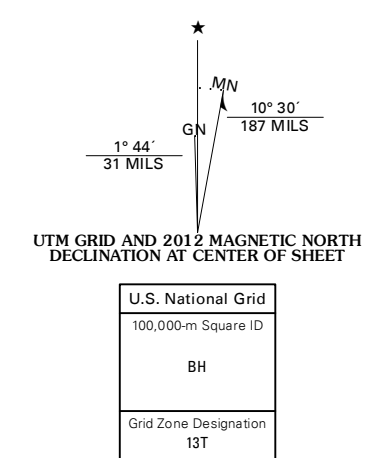 ★
MN
10° 30´
187 MILS
GN
1° 44´
31 MILS
UTM GRID AND 2012 MAGNETIC NORTH
DECLINATION AT CENTER OF SHEET
U.S. National Grid
100,000-m Square ID
BH
Grid Zone Designation
13T